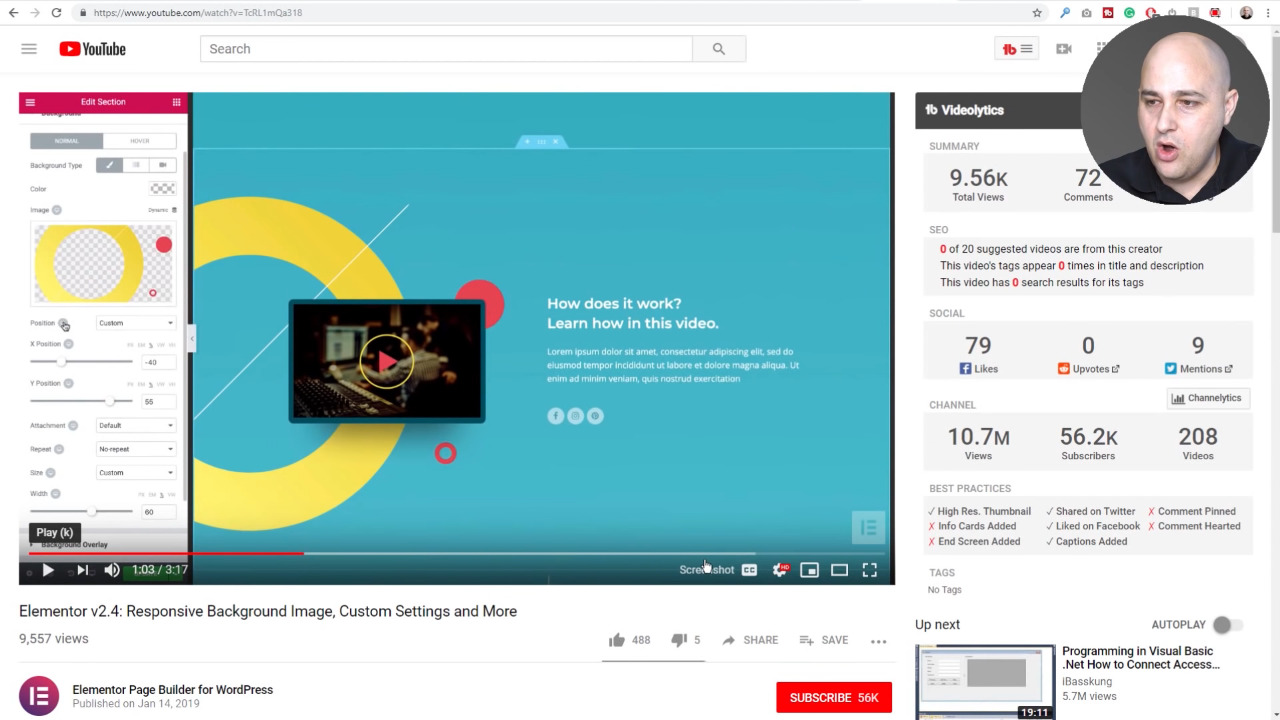 https://www.youtube.com/watch?v=TcRL1mQa318
YouTube
Search
Edit Section
NORMAL
HOVER
Background Type
Color
Image
Dynamic
Position
Custom
X Position
-40
Y Position
55
Attachment
Default
Repeat
No-repeat
Size
Custom
Width
60
Background Overlay
How does it work?
Learn how in this video.
Lorem ipsum dolor sit amet, consectetur adipiscing elit, sed do
eiusmod tempor incididunt ut labore et dolore magna aliqua. Ut
enim ad minim veniam, quis nostrud exercitation
Play (k)
1:03 / 3:17
Screenshot
CC
HD
Elementor v2.4: Responsive Background Image, Custom Settings and More
9,557 views
488
5
SHARE
SAVE
Elementor Page Builder for WordPress
Published on Jan 14, 2019
SUBSCRIBE 56K
tb Videolytics
SUMMARY
9.56K
Total Views
72
Comments
SEO
0 of 20 suggested videos are from this creator
This video's tags appear 0 times in title and description
This video has 0 search results for its tags
SOCIAL
79
Likes
0
Upvotes
9
Mentions
CHANNEL
Channelytics
10.7M
Views
56.2K
Subscribers
208
Videos
BEST PRACTICES
✓ High Res. Thumbnail
✓ Shared on Twitter
✗ Comment Pinned
✗ Info Cards Added
✓ Liked on Facebook
✗ Comment Hearted
✗ End Screen Added
✓ Captions Added
TAGS
No Tags
Up next
AUTOPLAY
Programming in Visual Basic
.Net How to Connect Access...
iBasskung
5.7M views
19:11